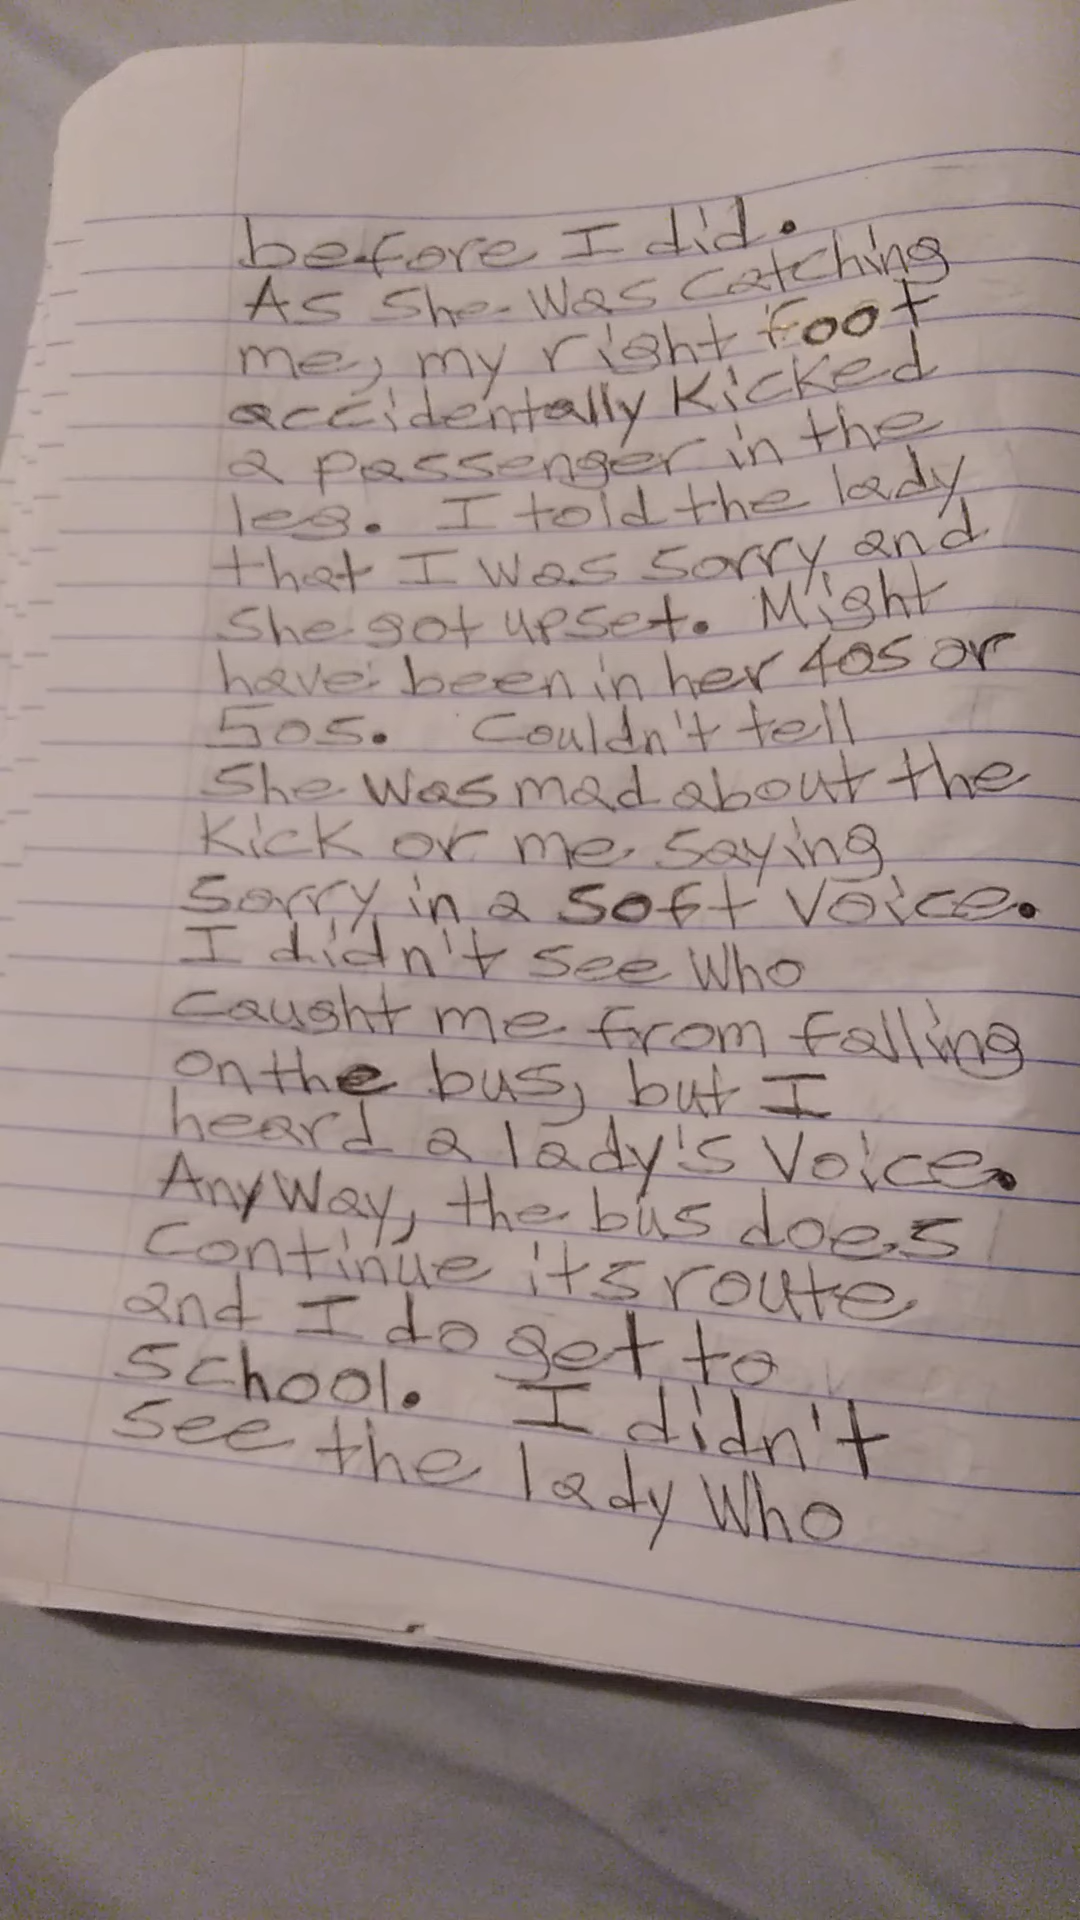 before I did.
As she was catching
me, my right foot
accidentally kicked
a passenger in the
leg. I told the lady
that I was sorry and
she got upset. Might
have been in her 40s or
50s. Couldn't tell
she was mad about the
kick or me saying
sorry in a soft voice.
I didn't see who
caught me from falling
on the bus, but I
heard a lady's voice.
Anyway, the bus does
continue its route
and I do get to
school. I didn't
see the lady who